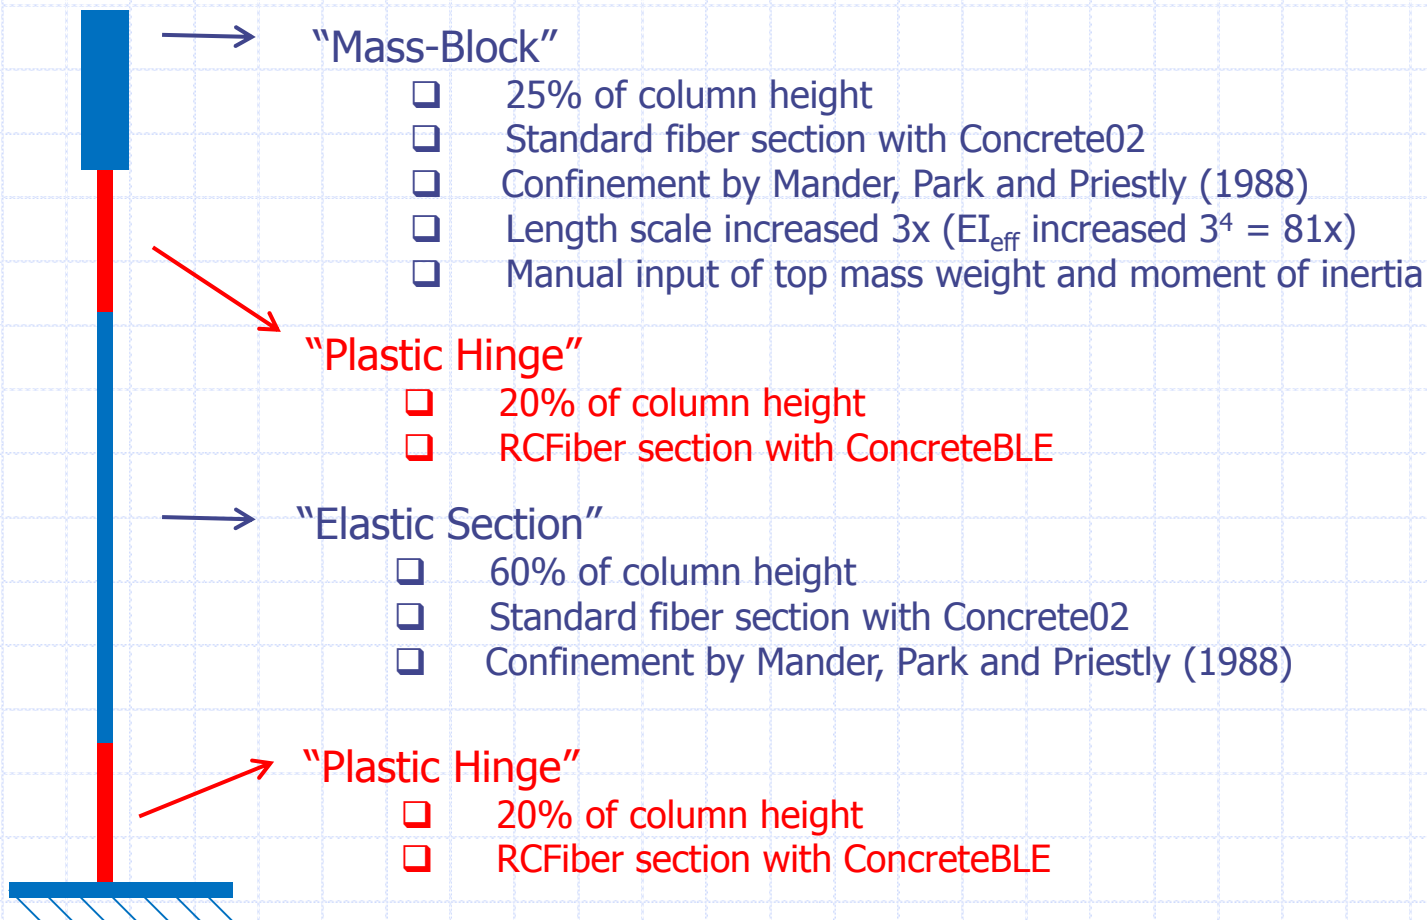 “Mass-Block”
❑ 25% of column height
❑ Standard fiber section with Concrete02
❑ Confinement by Mander, Park and Priestly (1988)
❑ Length scale increased 3x (EI_eff increased 3⁴ = 81x)
❑ Manual input of top mass weight and moment of inertia
“Plastic Hinge”
❑ 20% of column height
❑ RCFiber section with ConcreteBLE
“Elastic Section”
❑ 60% of column height
❑ Standard fiber section with Concrete02
❑ Confinement by Mander, Park and Priestly (1988)
“Plastic Hinge”
❑ 20% of column height
❑ RCFiber section with ConcreteBLE